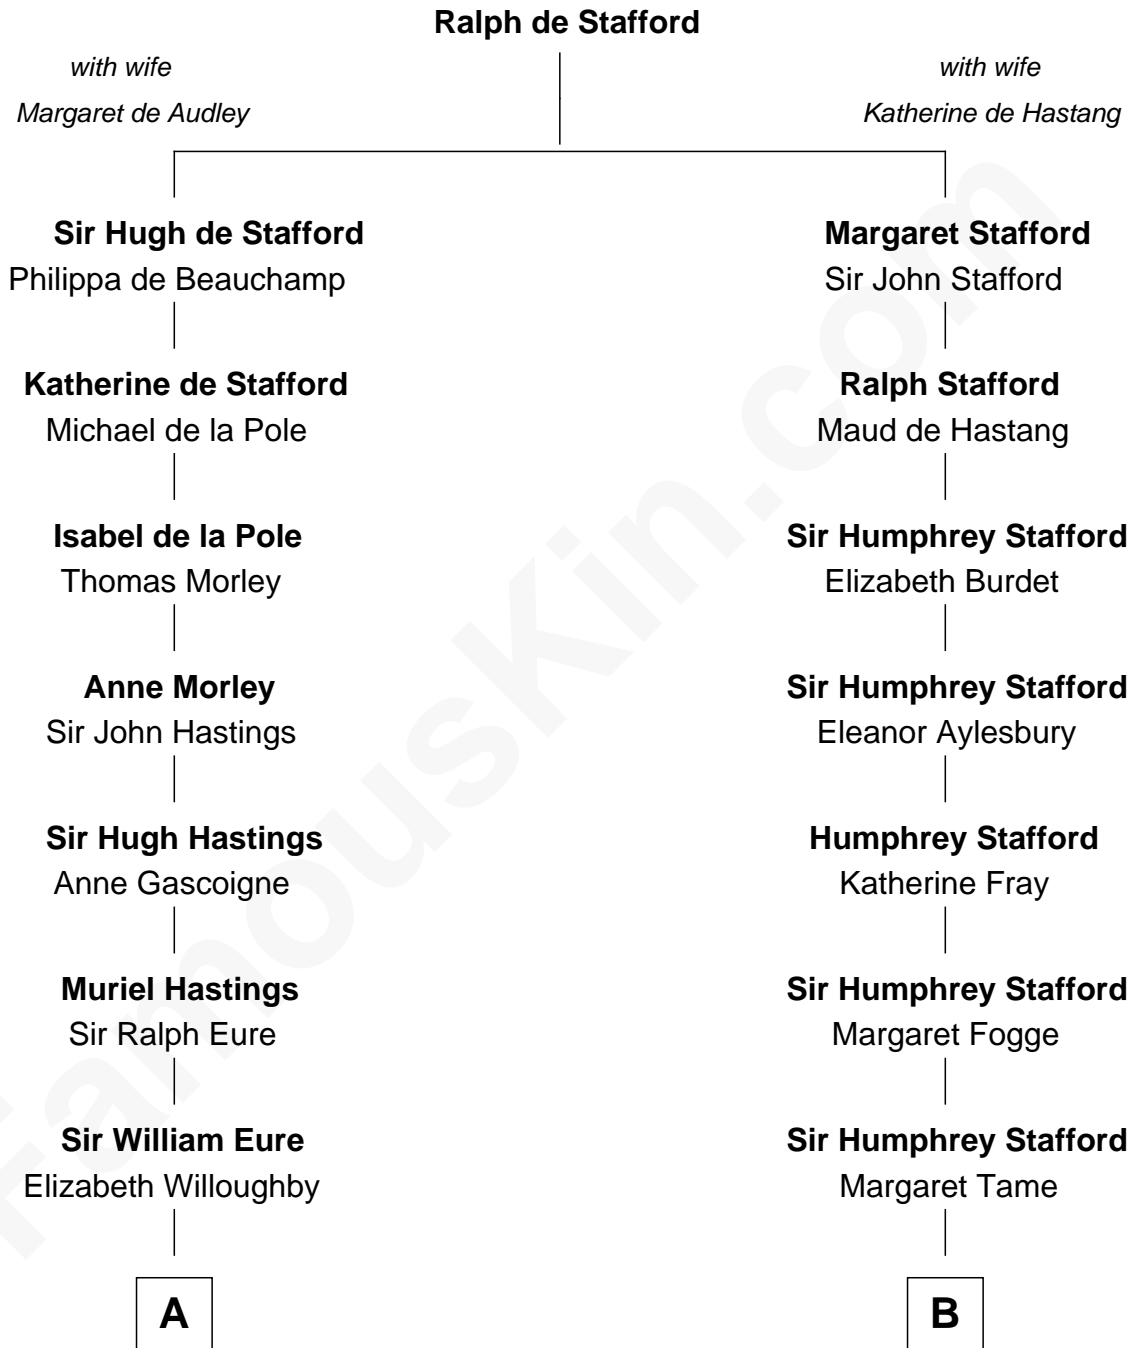 Ralph de Stafford
with wife
Margaret de Audley
with wife
Katherine de Hastang
Sir Hugh de Stafford
Philippa de Beauchamp
Margaret Stafford
Sir John Stafford
Katherine de Stafford
Michael de la Pole
Ralph Stafford
Maud de Hastang
Isabel de la Pole
Thomas Morley
Sir Humphrey Stafford
Elizabeth Burdet
Anne Morley
Sir John Hastings
Sir Humphrey Stafford
Eleanor Aylesbury
Sir Hugh Hastings
Anne Gascoigne
Humphrey Stafford
Katherine Fray
Muriel Hastings
Sir Ralph Eure
Sir Humphrey Stafford
Margaret Fogge
Sir William Eure
Elizabeth Willoughby
Sir Humphrey Stafford
Margaret Tame
A
B
FamousKin.com